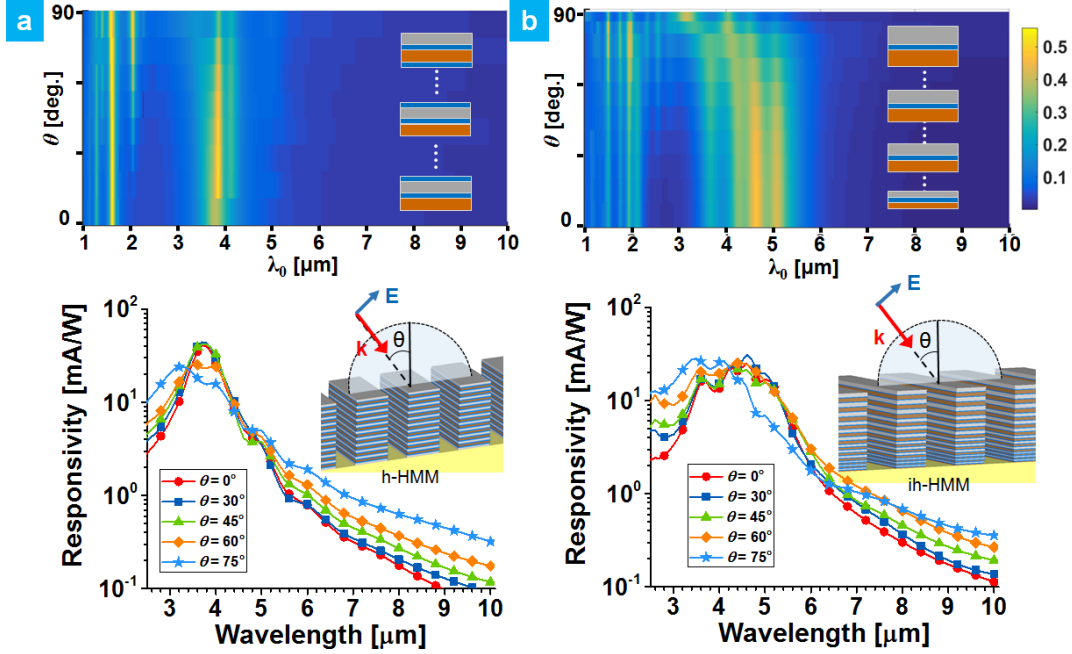 a
90
θ [deg.]
0
1 2 3 4 5 6 7 8 9 10
λ₀ [μm]
b
90
θ [deg.]
0
1 2 3 4 5 6 7 8 9 10
λ₀ [μm]
0.5
0.4
0.3
0.2
0.1
Responsivity [mA/W]
10²
10¹
10⁰
10⁻¹
3 4 5 6 7 8 9 10
Wavelength [μm]
E
k
θ
h-HMM
θ = 0°
θ = 30°
θ = 45°
θ = 60°
θ = 75°
Responsivity [mA/W]
10²
10¹
10⁰
10⁻¹
3 4 5 6 7 8 9 10
Wavelength [μm]
E
k
θ
ih-HMM
θ = 0°
θ = 30°
θ = 45°
θ = 60°
θ = 75°